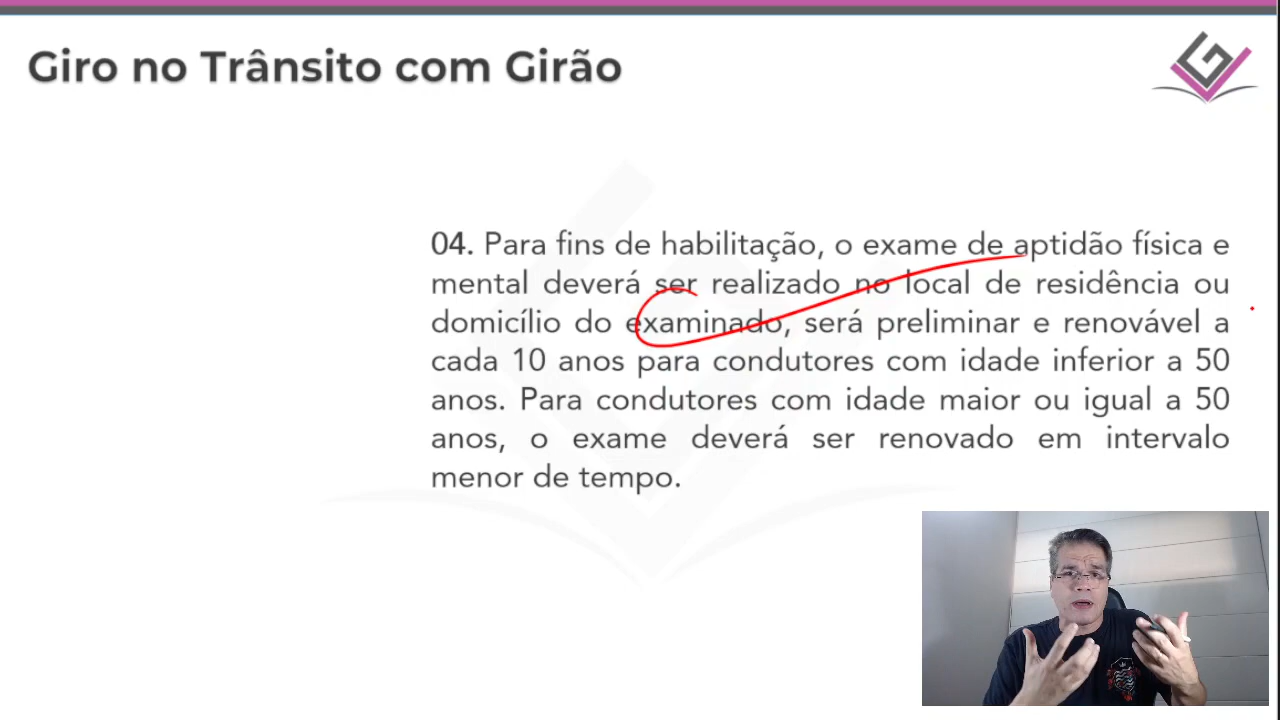 Giro no Trânsito com Girão
04. Para fins de habilitação, o exame de aptidão física e
mental deverá ser realizado no local de residência ou
domicílio do examinado, será preliminar e renovável a
cada 10 anos para condutores com idade inferior a 50
anos. Para condutores com idade maior ou igual a 50
anos, o exame deverá ser renovado em intervalo
menor de tempo.